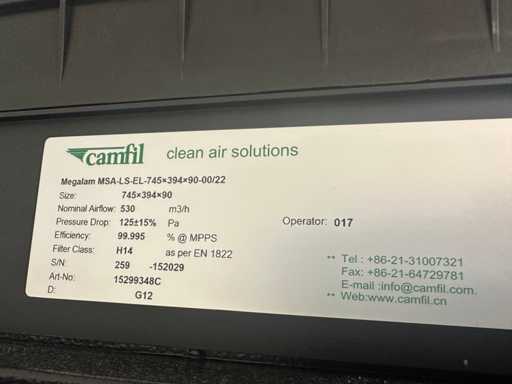 camfil clean air solutions
Megalam MSA-LS-EL-745×394×90-00/22
Size: 745×394×90
Nominal Airflow: 530 m3/h
Pressure Drop: 125±15% Pa
Operator: 017
Efficiency: 99.995 % @ MPPS
Filter Class: H14 as per EN 1822
S/N: 259 -152029
Art-No: 15299348C
D: G12
** Tel : +86-21-31007321
Fax: +86-21-64729781
E-mail :info@camfil.com.
** Web:www.camfil.cn